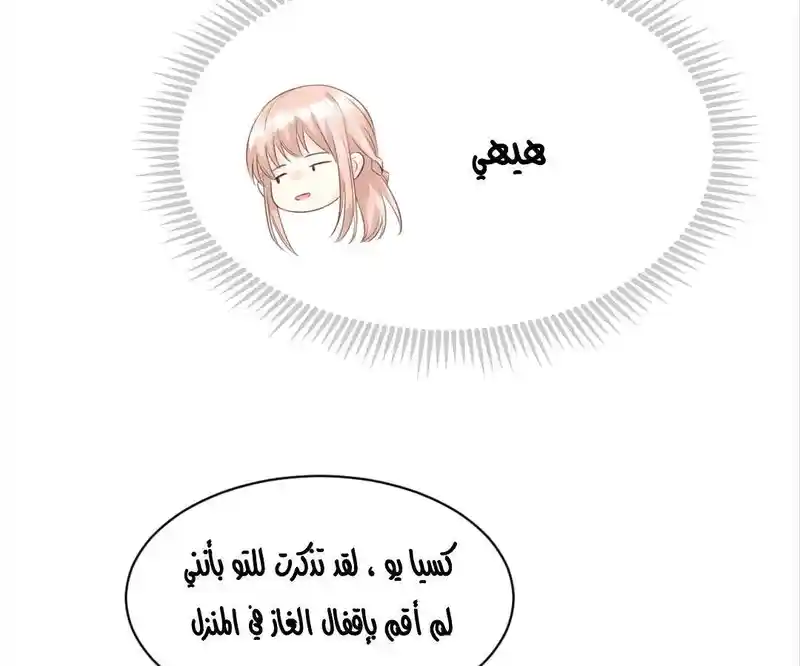 هيهي
كسيا يو ، لقد تذكرت للتو بأنني
لم أقم بإقفال الغاز في المنزل